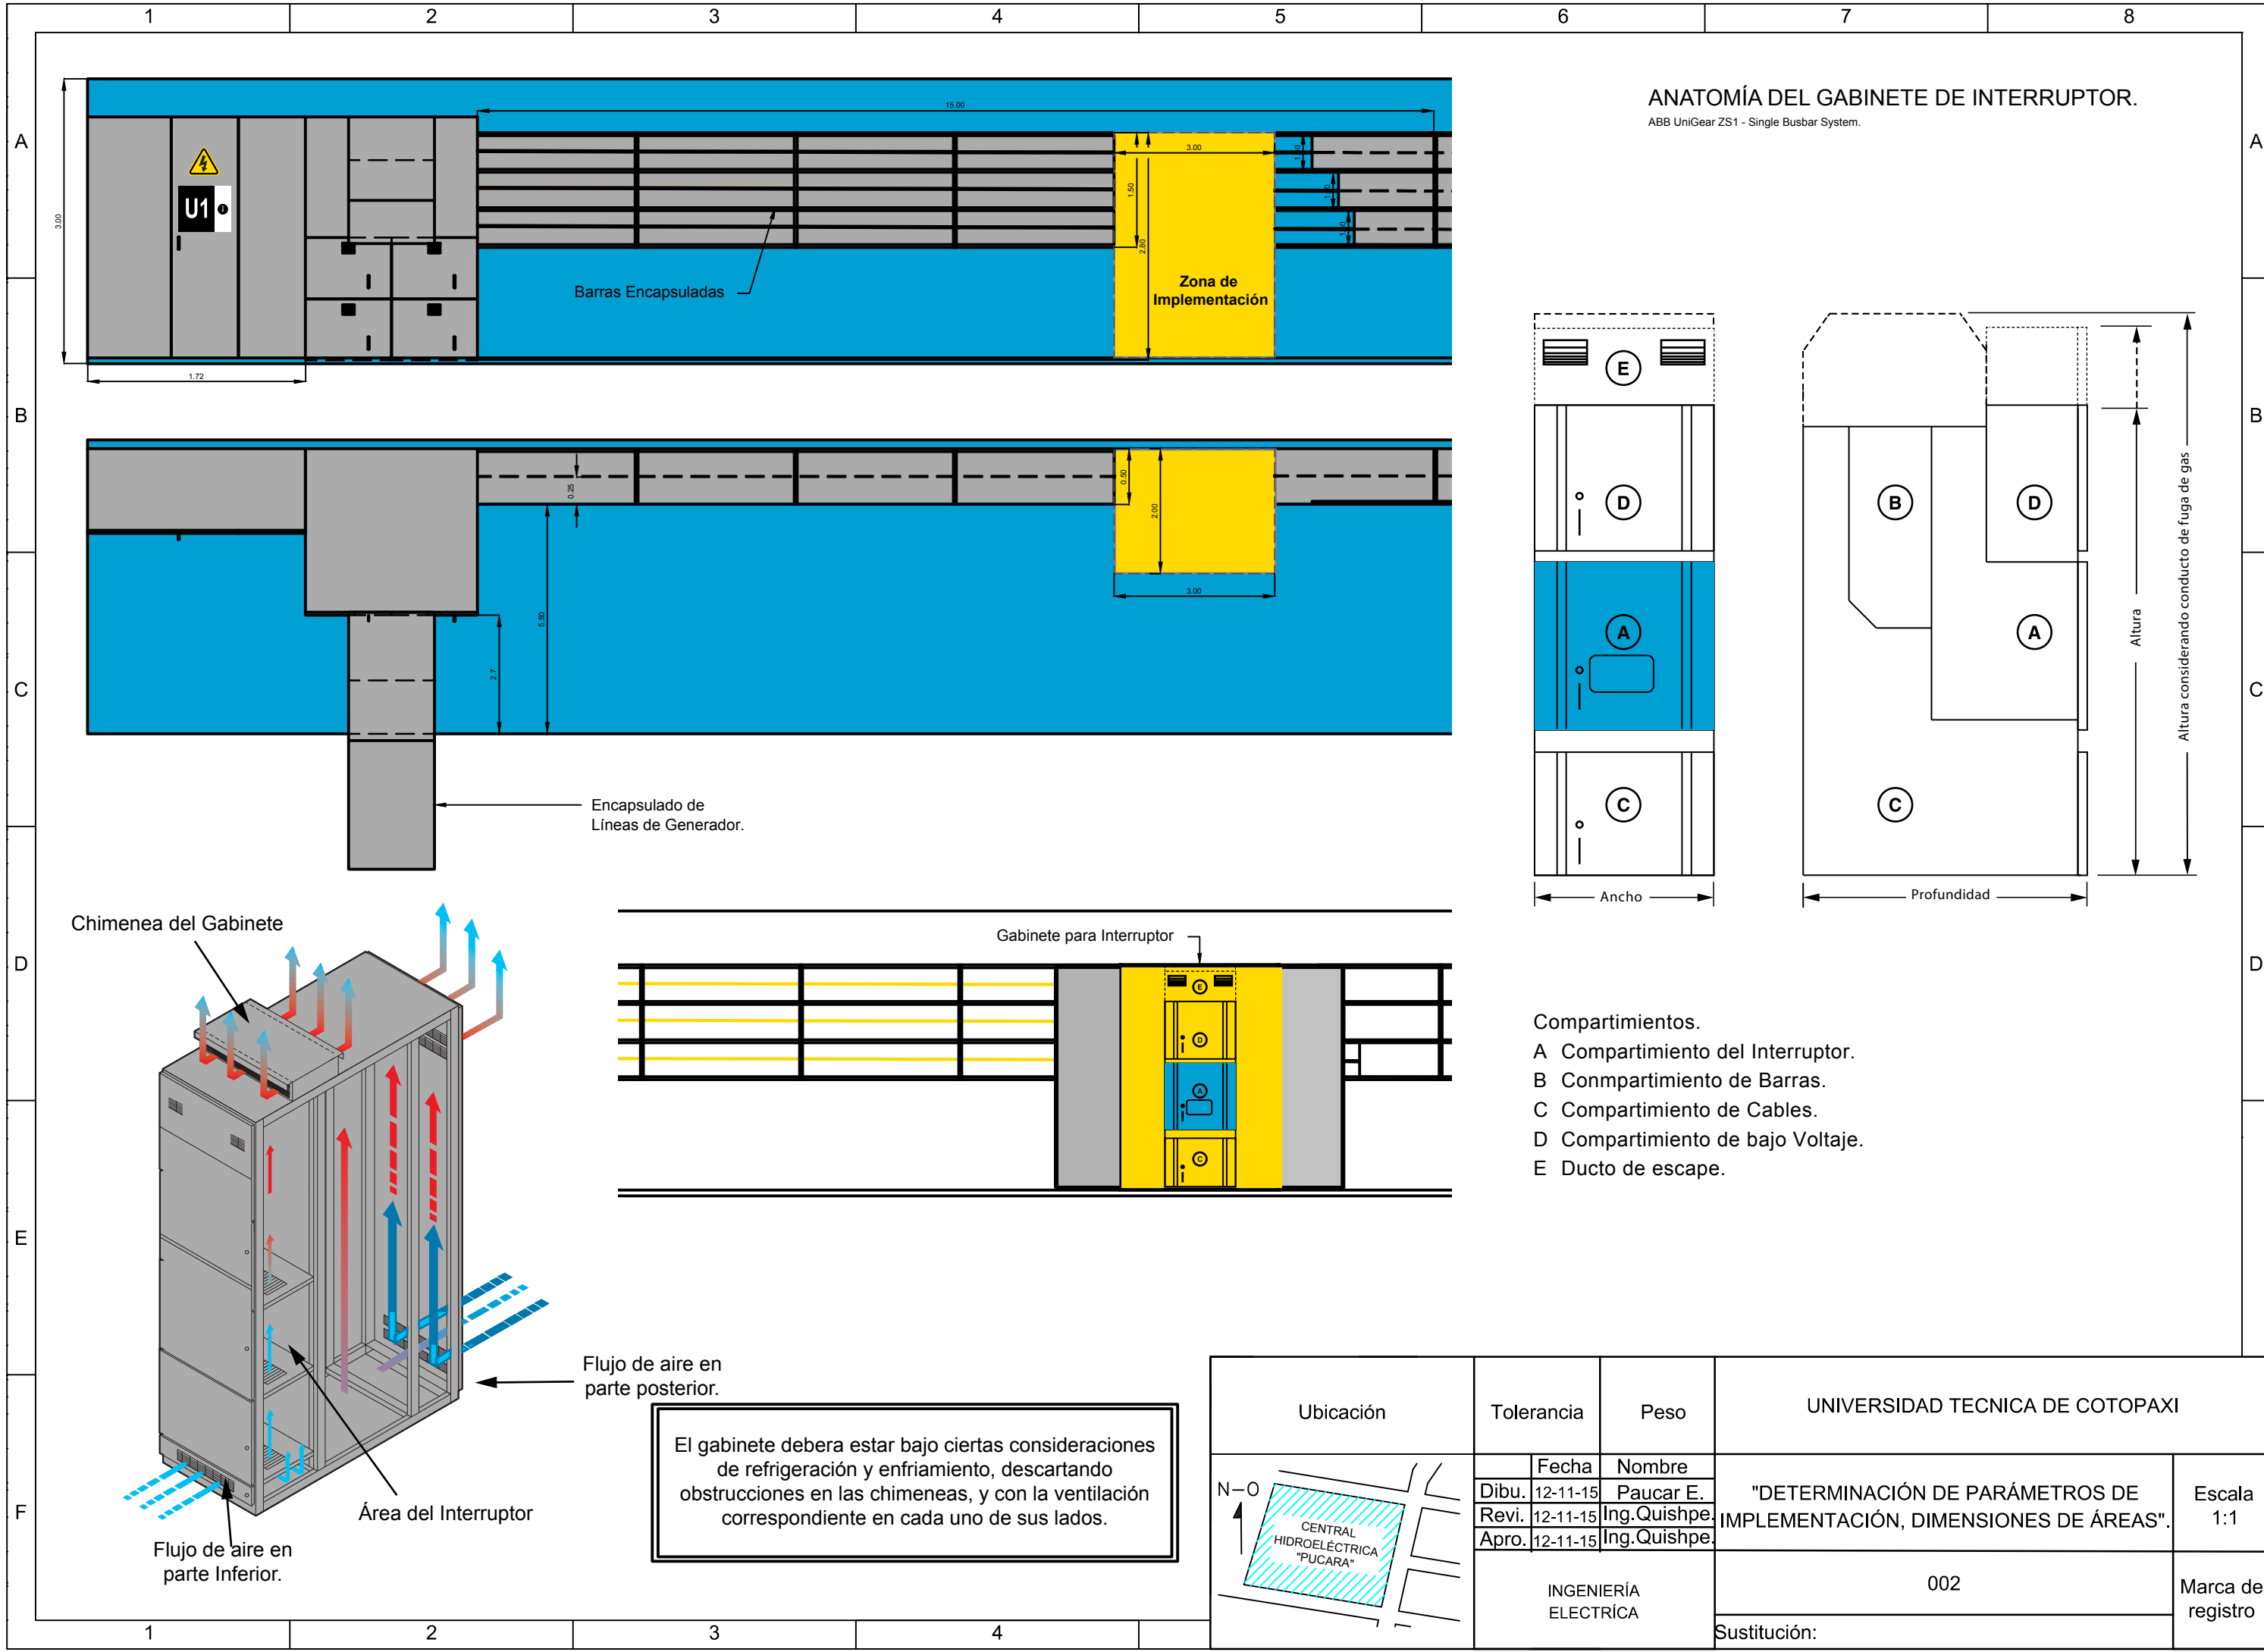 1 2 3 4 5 6 7 8
A
B
C
D
E
F
A
B
C
D
3.00
U1
1.72
15.00
1.50
2.80
3.00
Barras Encapsuladas
Zona de
Implementación
0.25
5.50
2.7
0.50
2.00
3.00
Encapsulado de
Líneas de Generador.
ANATOMÍA DEL GABINETE DE INTERRUPTOR.
ABB UniGear ZS1 - Single Busbar System.
E
D
A
C
Ancho
B
D
A
C
Profundidad
Altura
Altura considerando conducto de fuga de gas
Chimenea del Gabinete
Flujo de aire en
parte posterior.
Área del Interruptor
Flujo de aire en
parte Inferior.
Gabinete para Interruptor
E
D
A
C
Compartimientos.
A Compartimiento del Interruptor.
B Conmpartimiento de Barras.
C Compartimiento de Cables.
D Compartimiento de bajo Voltaje.
E Ducto de escape.
El gabinete debera estar bajo ciertas consideraciones
de refrigeración y enfriamiento, descartando
obstrucciones en las chimeneas, y con la ventilación
correspondiente en cada uno de sus lados.
Ubicación
Tolerancia
Peso
UNIVERSIDAD TECNICA DE COTOPAXI
N-O
CENTRAL
HIDROELÉCTRICA
"PUCARA"
Fecha Nombre
Dibu. 12-11-15 Paucar E.
Revi. 12-11-15 Ing.Quishpe.
Apro. 12-11-15 Ing.Quishpe.
"DETERMINACIÓN DE PARÁMETROS DE
IMPLEMENTACIÓN, DIMENSIONES DE ÁREAS".
Escala
1:1
INGENIERÍA
ELECTRÍCA
002
Marca de
registro
Sustitución:
1 2 3 4